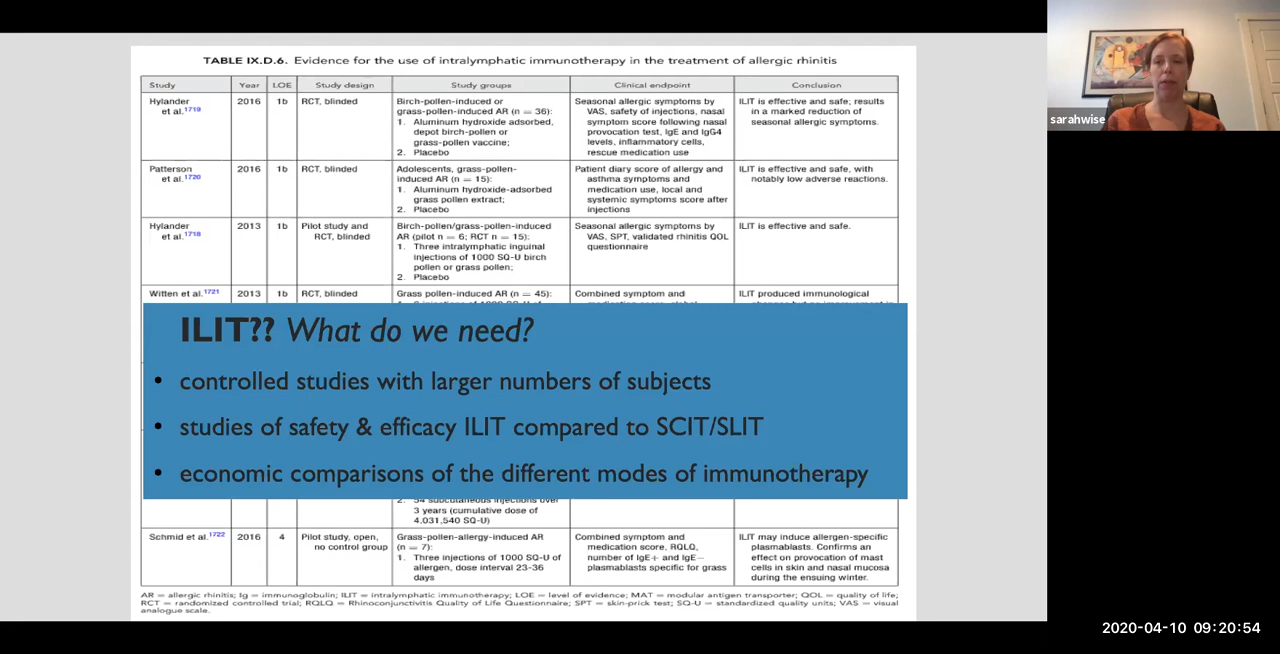 TABLE IX.D.6. Evidence for the use of intralymphatic immunotherapy in the treatment of allergic rhinitis
Study Year LOE Study design Study groups Clinical endpoint Conclusion
Hylander
et al.1719
2016
1b
RCT, blinded
Birch-pollen-induced or
grass-pollen-induced AR (n = 36):
1. Aluminum hydroxide adsorbed,
depot birch-pollen or
grass-pollen vaccine;
2. Placebo
Seasonal allergic symptoms by
VAS, safety of injections, nasal
symptom score following nasal
provocation test, IgE and IgG4
levels, inflammatory cells,
rescue medication use
ILIT is effective and safe; results
in a marked reduction of
seasonal allergic symptoms.
Patterson
et al.1720
2016
1b
RCT, blinded
Adolescents, grass-pollen-
induced AR (n = 15):
1. Aluminum hydroxide-adsorbed
grass pollen extract;
2. Placebo
Patient diary score of allergy and
asthma symptoms and
medication use, local and
systemic symptoms score after
injections
ILIT is effective and safe, with
notably low adverse reactions.
Hylander
et al.1718
2013
1b
Pilot study and
RCT, blinded
Birch-pollen/grass-pollen-induced
AR (pilot n = 6; RCT n = 15):
1. Three intralymphatic inguinal
injections of 1000 SQ-U birch
pollen or grass pollen;
2. Placebo
Seasonal allergic symptoms by
VAS, SPT, validated rhinitis QOL
questionnaire
ILIT is effective and safe.
Witten et al.1721
2013
1b
RCT, blinded
Grass pollen-induced AR (n = 45):
Combined symptom and
ILIT produced immunological
ILIT?? What do we need?
• controlled studies with larger numbers of subjects
• studies of safety & efficacy ILIT compared to SCIT/SLIT
• economic comparisons of the different modes of immunotherapy
2. 54 subcutaneous injections over
3 years (cumulative dose of
4,031,540 SQ-U)
Schmid et al.1722
2016
4
Pilot study, open,
no control group
Grass-pollen-allergy-induced AR
(n = 7):
1. Three injections of 1000 SQ-U of
allergen, dose interval 23-36
days
Combined symptom and
medication score, RQLQ,
number of IgE+ and IgE−
plasmablasts specific for grass
ILIT may induce allergen-specific
plasmablasts. Confirms an
effect on provocation of mast
cells in skin and nasal mucosa
during the ensuing winter.
AR = allergic rhinitis; Ig = immunoglobulin; ILIT = intralymphatic immunotherapy; LOE = level of evidence; MAT = modular antigen transporter; QOL = quality of life;
RCT = randomized controlled trial; RQLQ = Rhinoconjunctivitis Quality of Life Questionnaire; SPT = skin-prick test; SQ-U = standardized quality units; VAS = visual
analogue scale.
sarahwise
2020-04-10 09:20:54